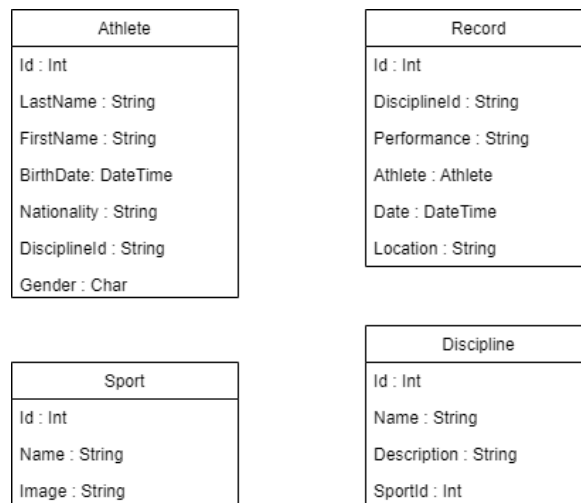 Athlete
Id : Int
LastName : String
FirstName : String
BirthDate: DateTime
Nationality : String
DisciplineId : String
Gender : Char
Record
Id : Int
DisciplineId : String
Performance : String
Athlete : Athlete
Date : DateTime
Location : String
Sport
Id : Int
Name : String
Image : String
Discipline
Id : Int
Name : String
Description : String
SportId : Int